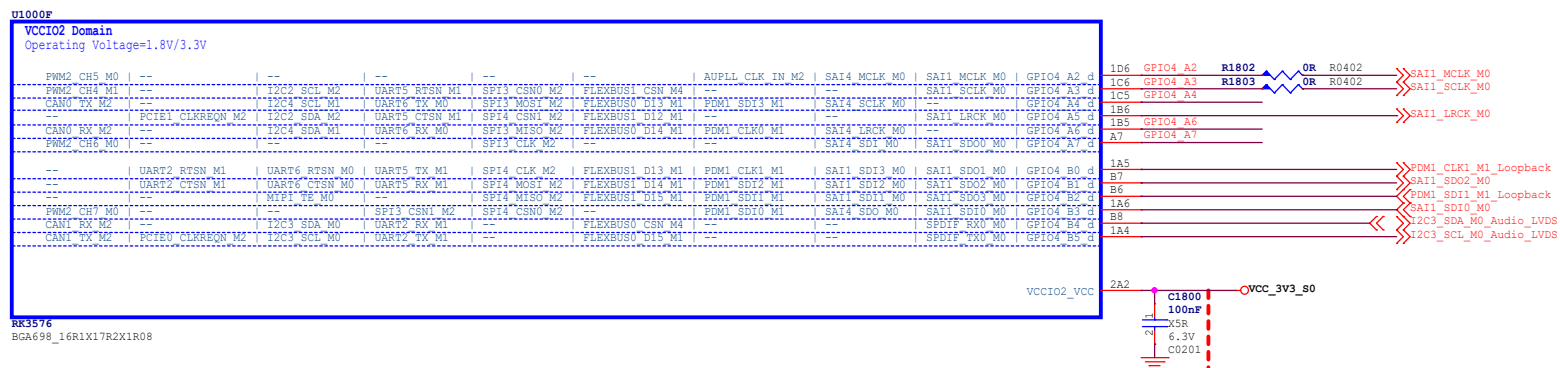 U1000F
VCCIO2 Domain
Operating Voltage=1.8V/3.3V
PWM2_CH5_M0 | -- | -- | -- | -- | -- | AUPLL_CLK_IN_M2 | SAI4_MCLK_M0 | SAI1_MCLK_M0 | GPIO4_A2_d 1D6 GPIO4_A2 R1802 0R R0402 SAI1_MCLK_M0
PWM2_CH4_M1 | -- | I2C2_SCL_M2 | UART5_RTSN_M1 | SPI3_CSN0_M2 | FLEXBUS1_CSN_M4 | -- | -- | SAI1_SCLK_M0 | GPIO4_A3_d 1C6 GPIO4_A3 R1803 0R R0402 SAI1_SCLK_M0
CAN0_TX_M2 | -- | I2C4_SCL_M1 | UART6_TX_M0 | SPI3_MOSI_M2 | FLEXBUS0_D13_M1 | PDM1_SDI3_M1 | SAI4_SCLK_M0 | -- | GPIO4_A4_d 1C5 GPIO4_A4
-- | PCIE1_CLKREQN_M2 | I2C2_SDA_M2 | UART5_CTSN_M1 | SPI4_CSN1_M2 | FLEXBUS1_D12_M1 | -- | -- | SAI1_LRCK_M0 | GPIO4_A5_d 1B6 SAI1_LRCK_M0
CAN0_RX_M2 | -- | I2C4_SDA_M1 | UART6_RX_M0 | SPI3_MISO_M2 | FLEXBUS0_D14_M1 | PDM1_CLK0_M1 | SAI4_LRCK_M0 | -- | GPIO4_A6_d 1B5 GPIO4_A6
PWM2_CH6_M0 | -- | -- | -- | SPI3_CLK_M2 | -- | -- | SAI4_SDI_M0 | SAI1_SDO0_M0 | GPIO4_A7_d A7 GPIO4_A7
-- | UART2_RTSN_M1 | UART6_RTSN_M0 | UART5_TX_M1 | SPI4_CLK_M2 | FLEXBUS1_D13_M1 | PDM1_CLK1_M1 | SAI1_SDI3_M0 | SAI1_SDO1_M0 | GPIO4_B0_d 1A5 PDM1_CLK1_M1_Loopback
-- | UART2_CTSN_M1 | UART6_CTSN_M0 | UART5_RX_M1 | SPI4_MOSI_M2 | FLEXBUS1_D14_M1 | PDM1_SDI2_M1 | SAI1_SDI2_M0 | SAI1_SDO2_M0 | GPIO4_B1_d B7 SAI1_SDO2_M0
-- | -- | MIPI_TE_M0 | -- | SPI4_MISO_M2 | FLEXBUS1_D15_M1 | PDM1_SDI1_M1 | SAI1_SDI1_M0 | SAI1_SDO3_M0 | GPIO4_B2_d B6 PDM1_SDI1_M1_Loopback
PWM2_CH7_M0 | -- | -- | SPI3_CSN1_M2 | SPI4_CSN0_M2 | -- | PDM1_SDI0_M1 | SAI4_SDO_M0 | SAI1_SDI0_M0 | GPIO4_B3_d 1A6 SAI1_SDI0_M0
CAN1_RX_M2 | -- | I2C3_SDA_M0 | UART2_RX_M1 | -- | FLEXBUS0_CSN_M4 | -- | -- | SPDIF_RX0_M0 | GPIO4_B4_d B8 I2C3_SDA_M0_Audio_LVDS
CAN1_TX_M2 | PCIE0_CLKREQN_M2 | I2C3_SCL_M0 | UART2_TX_M1 | -- | FLEXBUS0_D15_M1 | -- | -- | SPDIF_TX0_M0 | GPIO4_B5_d 1A4 I2C3_SCL_M0_Audio_LVDS
VCCIO2_VCC 2A2 VCC_3V3_S0
C1800
100nF
1 X5R
2 6.3V
C0201
RK3576
BGA698_16R1X17R2X1R08